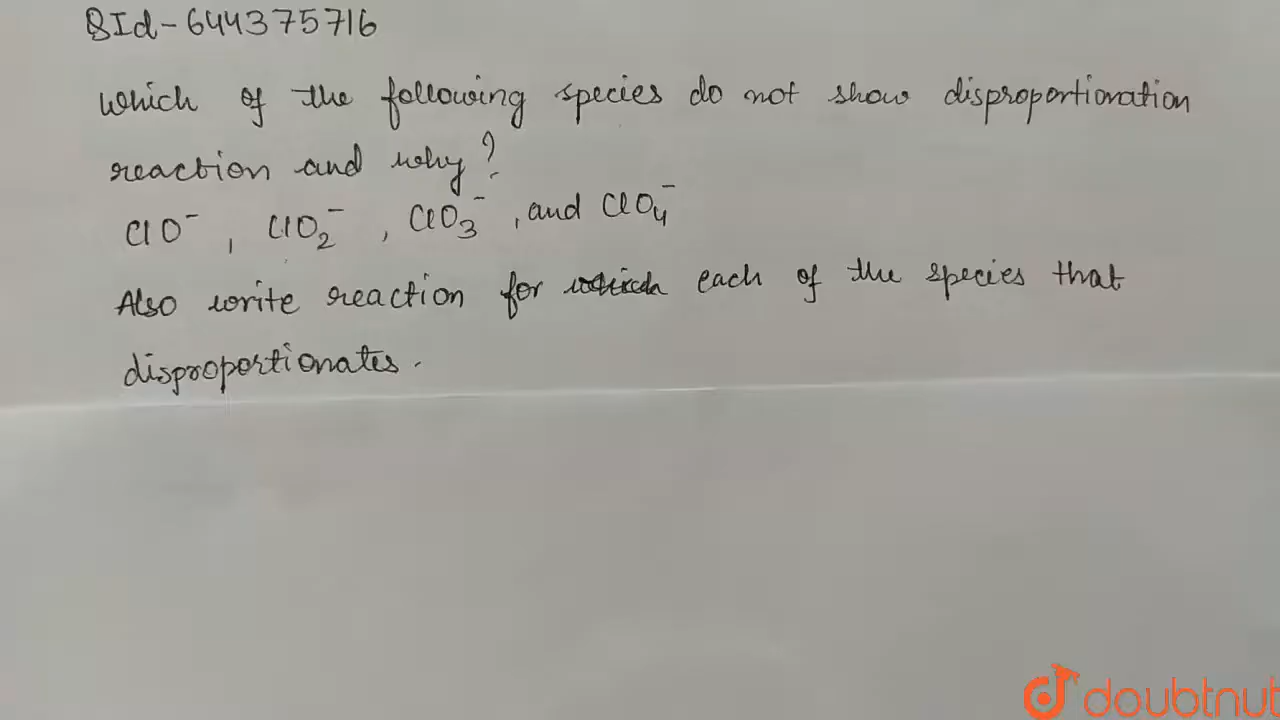 QId-644375716
which of the following species do not show disproportionation
reaction and why?
ClO⁻, ClO₂⁻, ClO₃⁻, and ClO₄⁻
Also write reaction for each of the species that
disproportionates.
doubtnut